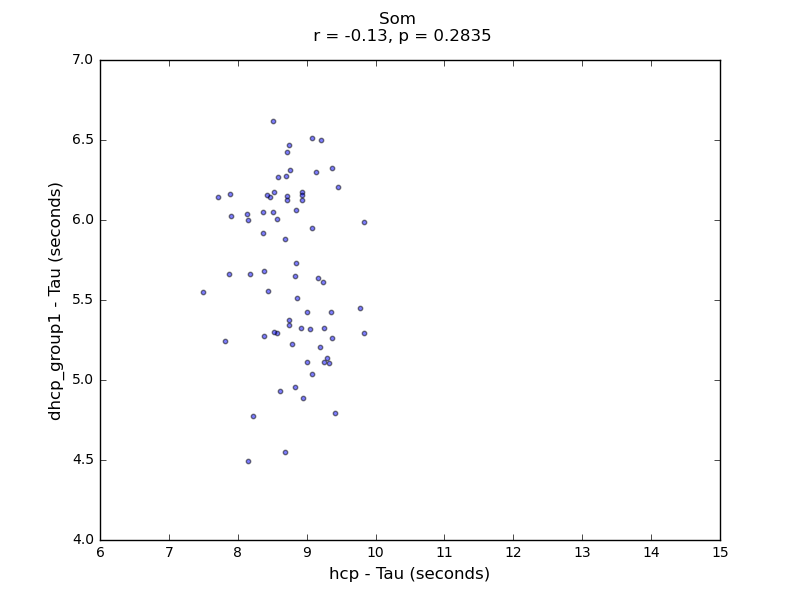 Som
r = -0.13, p = 0.2835
7.0
6.5
6.0
5.5
5.0
4.5
4.0
dhcp_group1 - Tau (seconds)
6 7 8 9 10 11 12 13 14 15
hcp - Tau (seconds)